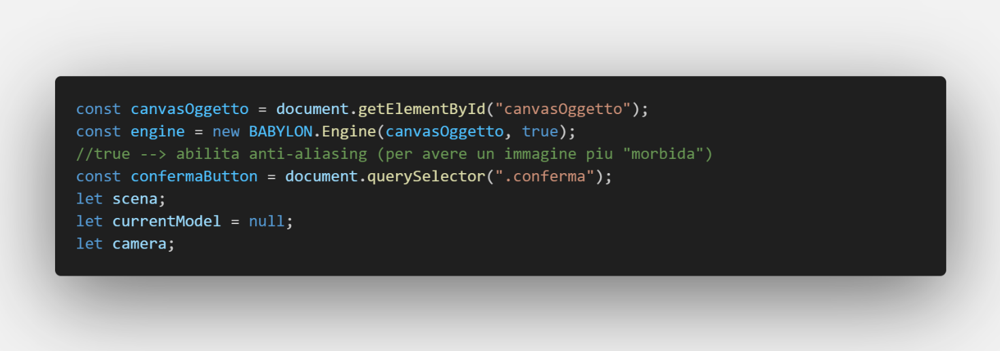 const canvasOggetto = document.getElementById("canvasOggetto");
const engine = new BABYLON.Engine(canvasOggetto, true);
//true --> abilita anti-aliasing (per avere un immagine piu "morbida")
const confermaButton = document.querySelector(".conferma");
let scena;
let currentModel = null;
let camera;